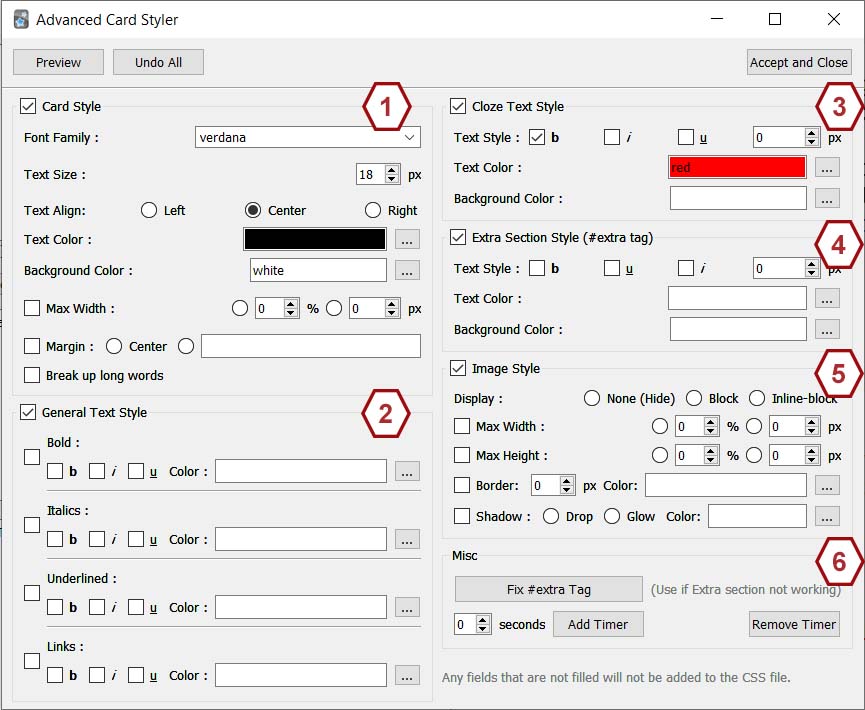 Advanced Card Styler
Preview Undo All Accept and Close
1
Card Style
Font Family : verdana
Text Size : 18 px
Text Align: Left Center Right
Text Color : ...
Background Color : white ...
Max Width : 0 % 0 px
Margin : Center
Break up long words
2
General Text Style
Bold :
b i u Color : ...
Italics :
b i u Color : ...
Underlined :
b i u Color : ...
Links :
b i u Color : ...
3
Cloze Text Style
Text Style : b i u 0 px
Text Color : red ...
Background Color : ...
4
Extra Section Style (#extra tag)
Text Style : b u i 0 px
Text Color : ...
Background Color : ...
5
Image Style
Display : None (Hide) Block Inline-block
Max Width : 0 % 0 px
Max Height : 0 % 0 px
Border: 0 px Color: ...
Shadow : Drop Glow Color: ...
6
Misc
Fix #extra Tag (Use if Extra section not working)
0 seconds Add Timer Remove Timer
Any fields that are not filled will not be added to the CSS file.